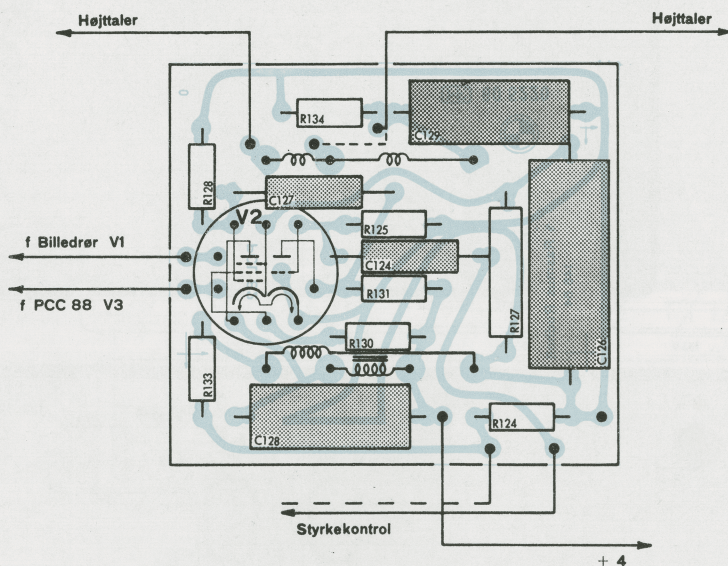 Højttaler
Højttaler
R134
C129
R128
C127
V2
R125
C124
R131
R127
C126
f Billedrør V1
f PCC 88 V3
R130
R133
C128
R124
Styrkekontrol
+ 4